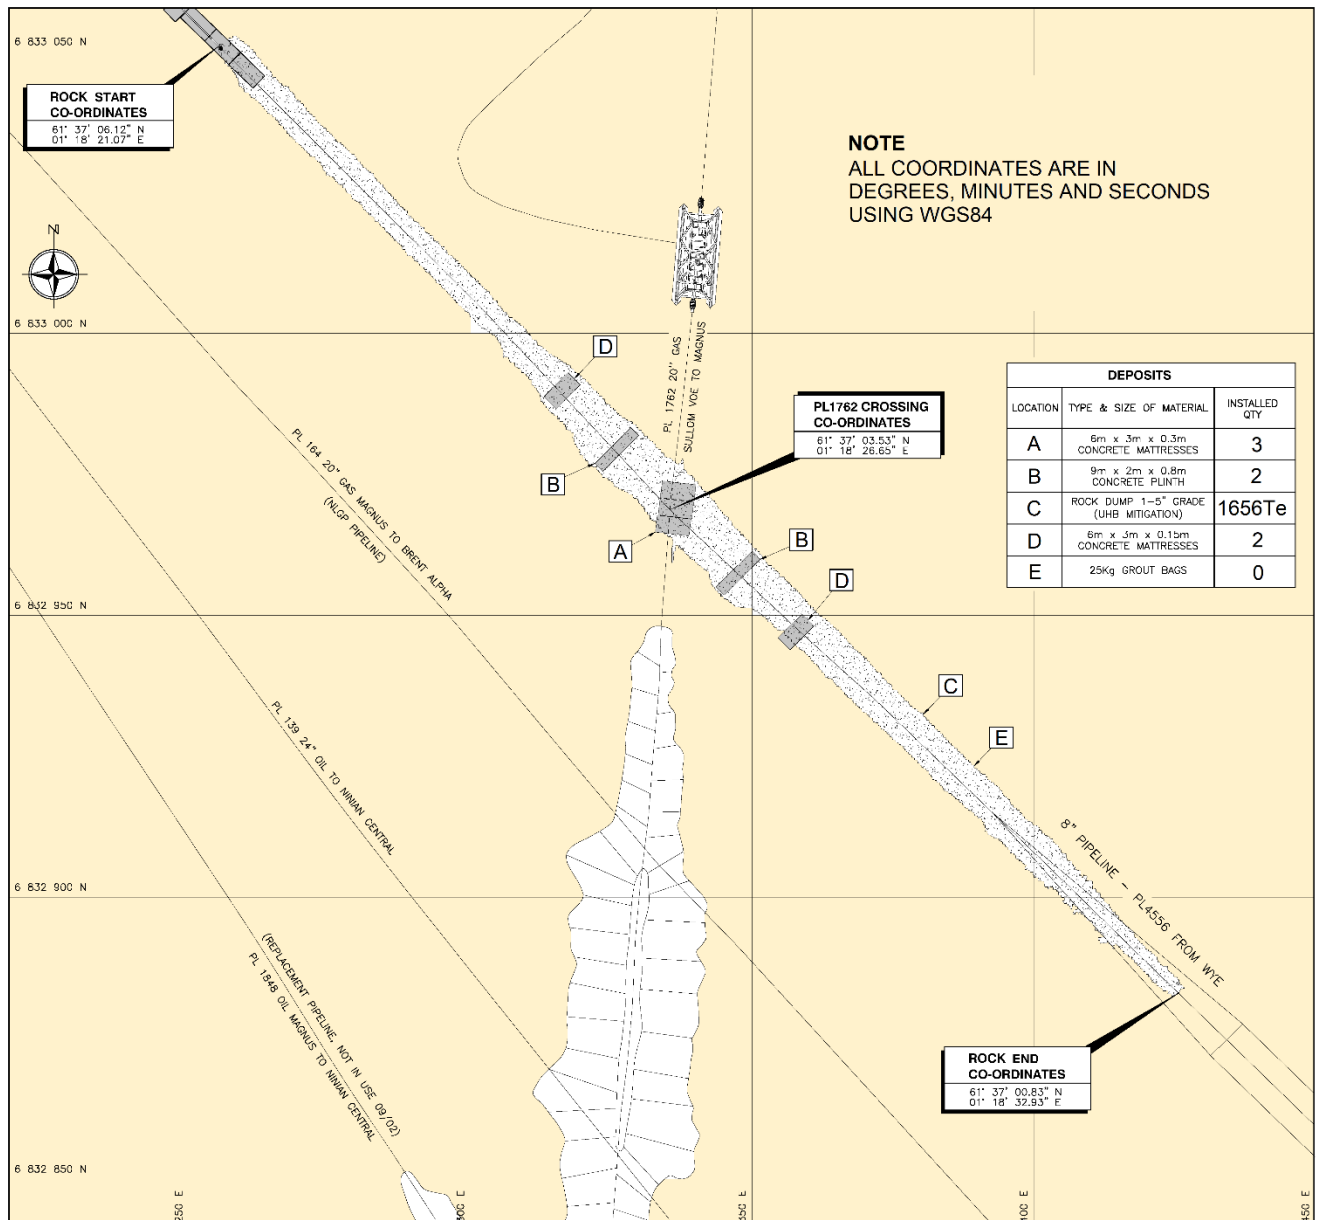 6 833 050 N
ROCK START
CO-ORDINATES
61° 37' 06.12" N
01° 18' 21.07" E
NOTE
ALL COORDINATES ARE IN
DEGREES, MINUTES AND SECONDS
USING WGS84
N
6 833 000 N
D
PL 1762 20" GAS
SULLOM VOE TO MAGNUS
PL1762 CROSSING
CO-ORDINATES
61° 37' 03.53" N
01° 18' 26.65" E
DEPOSITS
LOCATION TYPE & SIZE OF MATERIAL INSTALLED QTY
A 6m x 3m x 0.3m CONCRETE MATTRESSES 3
B 9m x 2m x 0.8m CONCRETE PLINTH 2
C ROCK DUMP 1-5" GRADE (UHB MITIGATION) 1656Te
D 6m x 3m x 0.15m CONCRETE MATTRESSES 2
E 25Kg GROUT BAGS 0
PL 164 20" GAS MAGNUS TO BRENT ALPHA
(NLGP PIPELINE)
B
A
B
D
6 832 950 N
C
E
PL 139 24" OIL TO NINIAN CENTRAL
8" PIPELINE - PL4556 FROM WYE
6 832 900 N
(REPLACEMENT PIPELINE, NOT IN USE 09/02)
PL 1848 OIL MAGNUS TO NINIAN CENTRAL
ROCK END
CO-ORDINATES
61° 37' 00.83" N
01° 18' 32.93" E
6 832 850 N
250 E
300 E
350 E
400 E
450 E